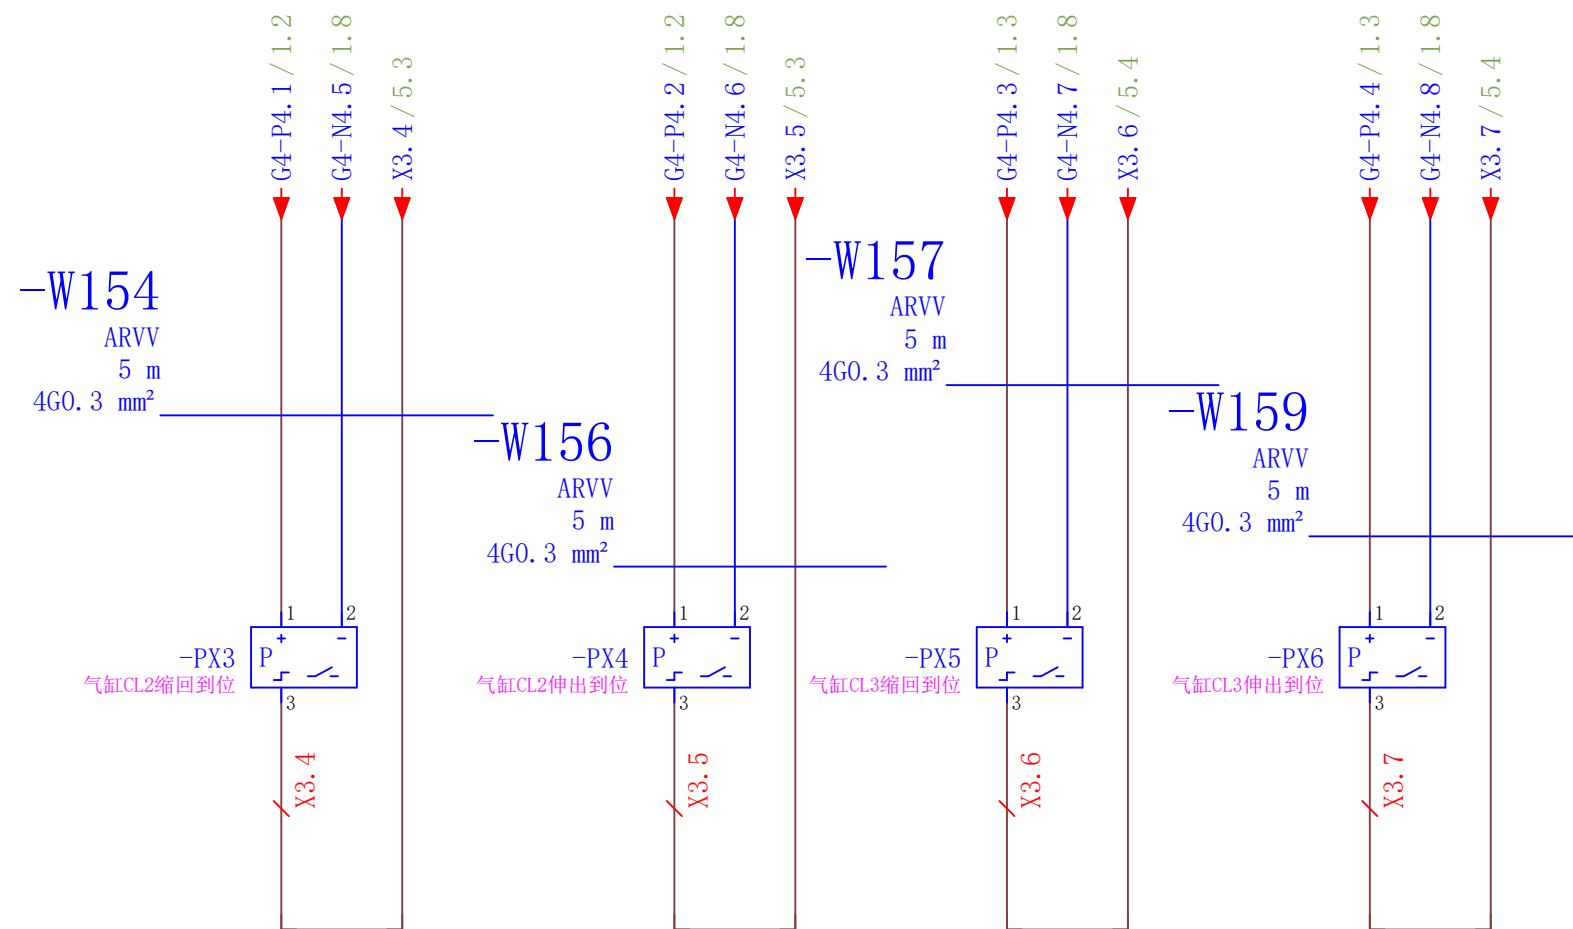 G4-P4.1/1.2
G4-N4.5/1.8
X3.4/5.3
G4-P4.2/1.2
G4-N4.6/1.8
X3.5/5.3
G4-P4.3/1.3
G4-N4.7/1.8
X3.6/5.4
G4-P4.4/1.3
G4-N4.8/1.8
X3.7/5.4
-W154
ARVV
5 m
4G0.3 mm²
-W156
ARVV
5 m
4G0.3 mm²
-W157
ARVV
5 m
4G0.3 mm²
-W159
ARVV
5 m
4G0.3 mm²
1
2
+
-
-PX3
P
气缸CL2缩回到位
3
X3.4
1
2
+
-
-PX4
P
气缸CL2伸出到位
3
X3.5
1
2
+
-
-PX5
P
气缸CL3缩回到位
3
X3.6
1
2
+
-
-PX6
P
气缸CL3伸出到位
3
X3.7